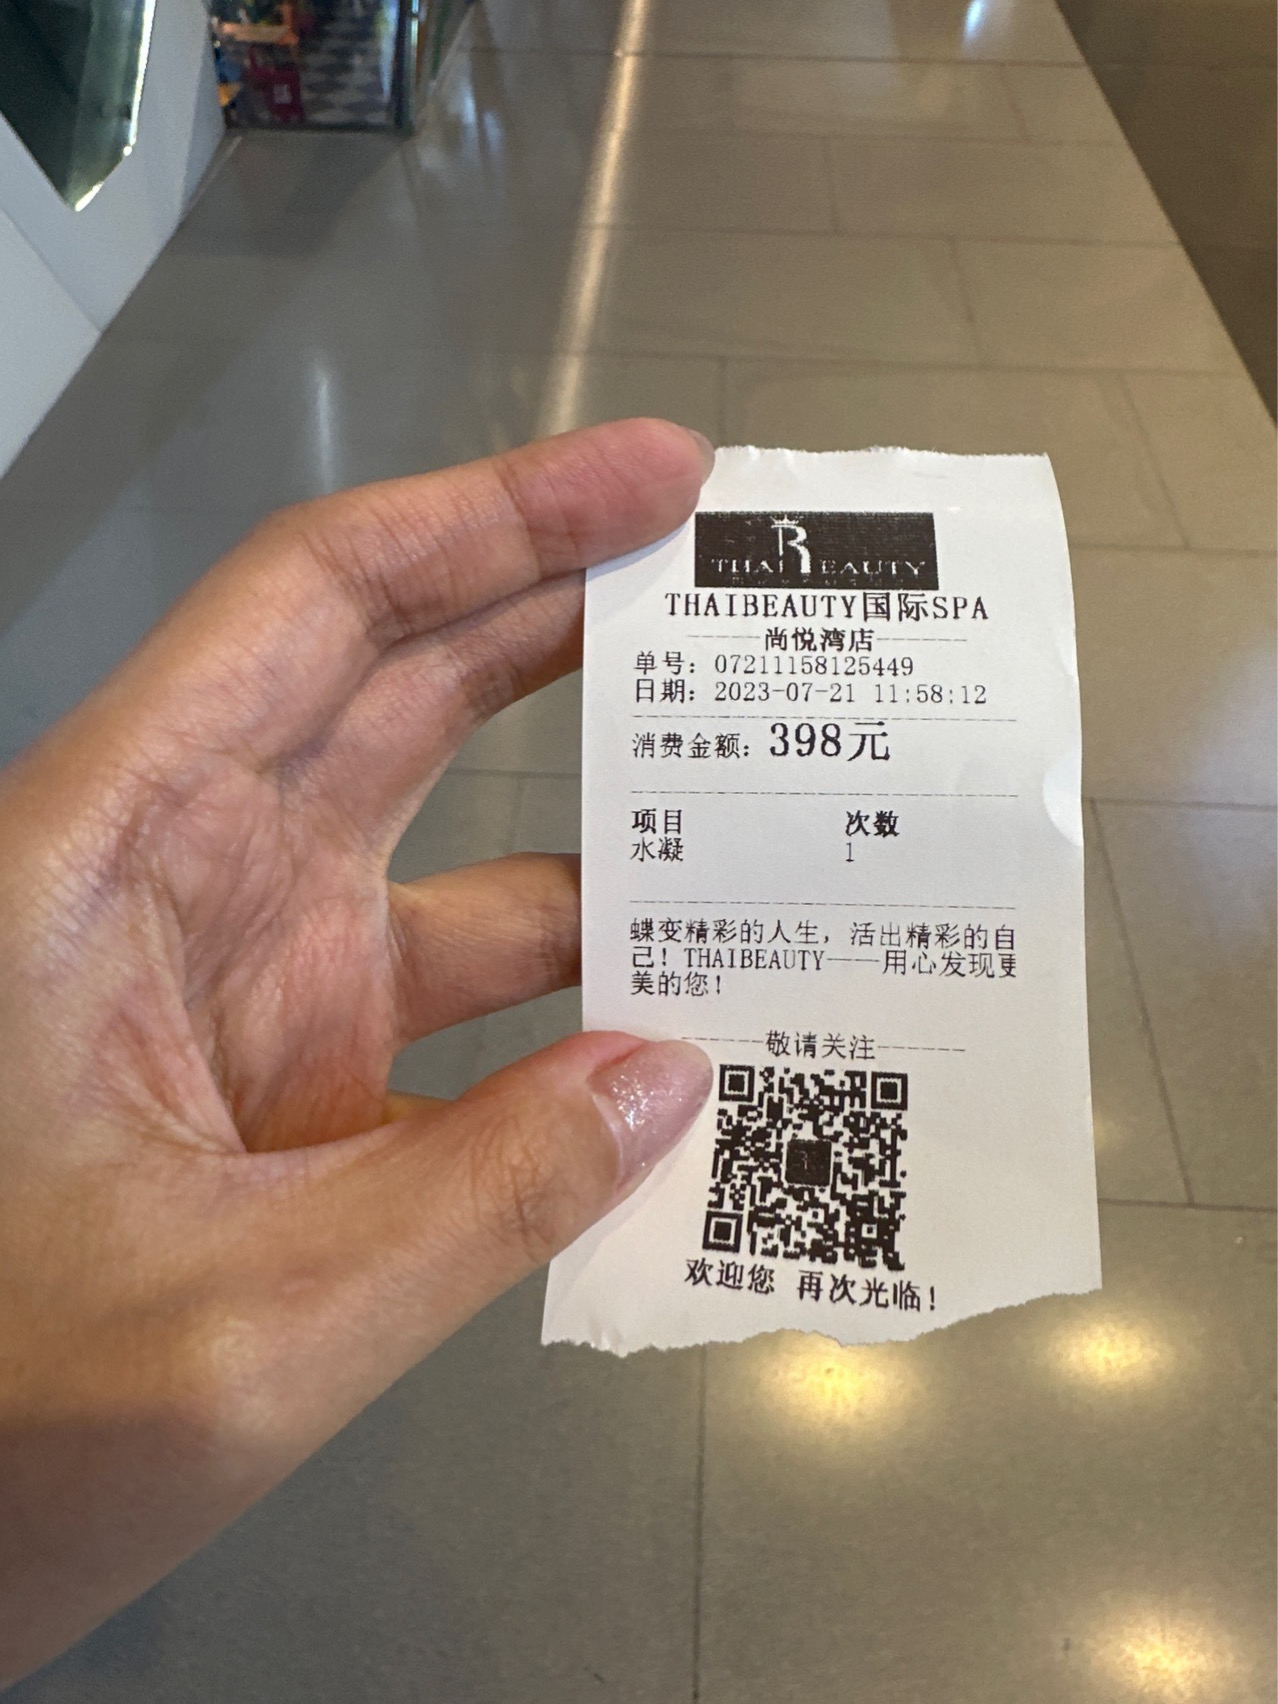 THAI BEAUTY
THAIBEAUTY国际SPA
尚悦湾店
单号：07211158125449
日期：2023-07-21 11:58:12
消费金额：398元
项目 次数
水凝 1
蝶变精彩的人生，活出精彩的自
己！THAIBEAUTY——用心发现更
美的您！
敬请关注
欢迎您 再次光临！